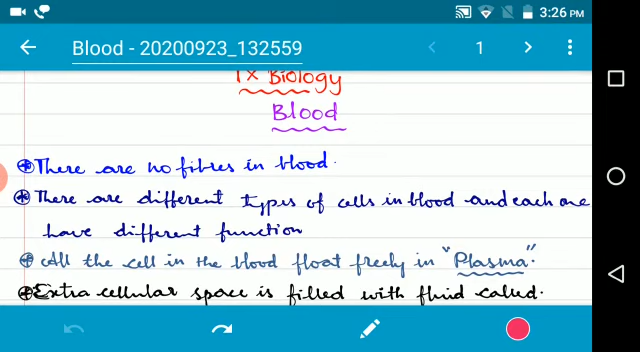 3:26 PM
Blood - 20200923_132559
1
IX Biology
Blood
There are no fibres in blood.
There are different types of cells in blood and each one
have different function
All the cell in the blood float freely in "Plasma".
Extra cellular space is filled with fluid called.